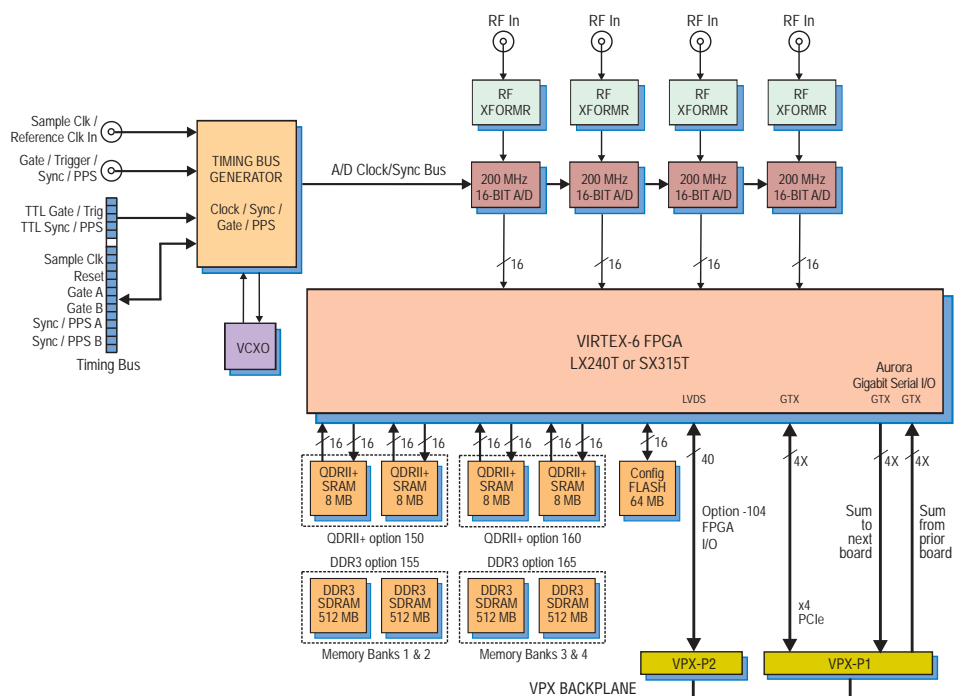 RF In RF In RF In RF In
RF
XFORMR
RF
XFORMR
RF
XFORMR
RF
XFORMR
Sample Clk /
Reference Clk In
Gate / Trigger /
Sync / PPS
TTL Gate / Trig
TTL Sync / PPS
Sample Clk
Reset
Gate A
Gate B
Sync / PPS A
Sync / PPS B
Timing Bus
TIMING BUS
GENERATOR
Clock / Sync /
Gate / PPS
VCXO
A/D Clock/Sync Bus
200 MHz
16-BIT A/D
200 MHz
16-BIT A/D
200 MHz
16-BIT A/D
200 MHz
16-BIT A/D
16 16 16 16
VIRTEX-6 FPGA
LX240T or SX315T
Aurora
Gigabit Serial I/O
LVDS GTX GTX GTX
16 16 16 16 16 16 16 16 16
40 4X 4X 4X
QDRII+
SRAM
8 MB
QDRII+
SRAM
8 MB
QDRII+
SRAM
8 MB
QDRII+
SRAM
8 MB
Config
FLASH
64 MB
QDRII+ option 150
QDRII+ option 160
DDR3 option 155
DDR3 option 165
DDR3
SDRAM
512 MB
DDR3
SDRAM
512 MB
DDR3
SDRAM
512 MB
DDR3
SDRAM
512 MB
Memory Banks 1 & 2
Memory Banks 3 & 4
Option -104
FPGA
I/O
x4
PCIe
Sum
to
next
board
Sum
from
prior
board
VPX-P2
VPX-P1
VPX BACKPLANE